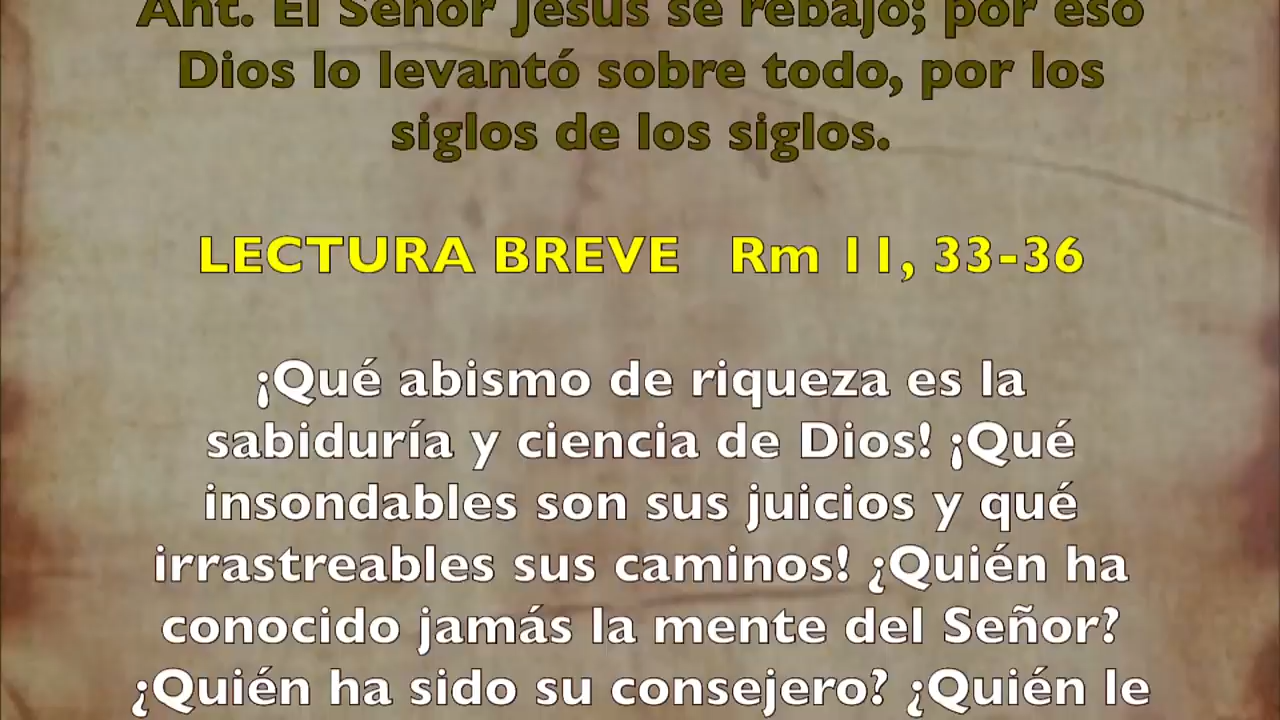 Ant. El Señor Jesús se rebajó; por eso
Dios lo levantó sobre todo, por los
siglos de los siglos.
LECTURA BREVE Rm 11, 33-36
¡Qué abismo de riqueza es la
sabiduría y ciencia de Dios! ¡Qué
insondables son sus juicios y qué
irrastreables sus caminos! ¿Quién ha
conocido jamás la mente del Señor?
¿Quién ha sido su consejero? ¿Quién le